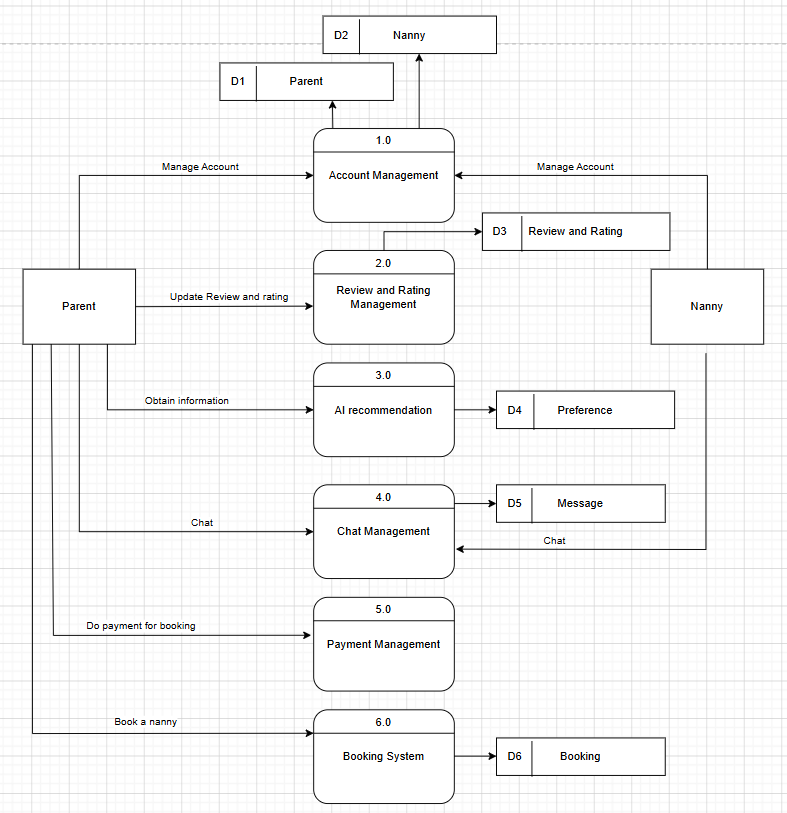 D2 Nanny
D1 Parent
1.0
Manage Account
Manage Account
Account Management
D3 Review and Rating
2.0
Review and Rating
Management
Update Review and rating
Parent
Nanny
3.0
Obtain information
AI recommendation
D4 Preference
4.0
D5 Message
Chat
Chat Management
Chat
5.0
Do payment for booking
Payment Management
6.0
Book a nanny
Booking System
D6 Booking